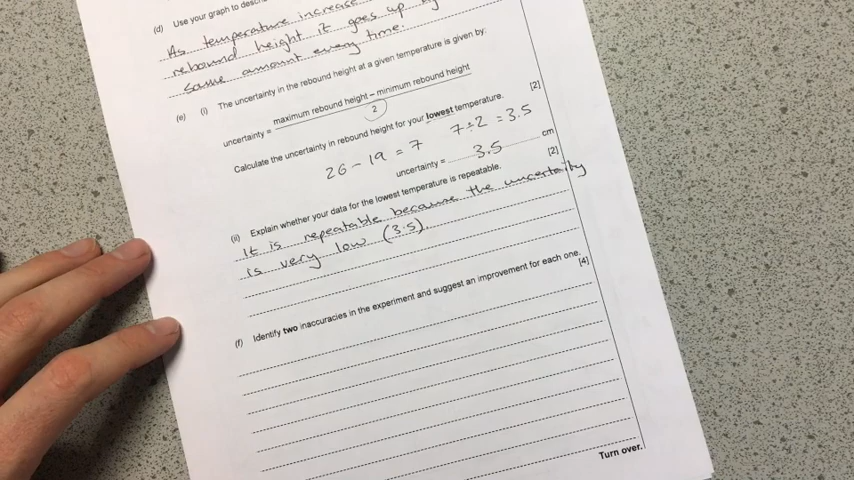 (d) Use your graph to
As temperature increase
rebound height it goes up by
same amount every time.
(e) (i) The uncertainty in the rebound height at a given temperature is given by:
uncertainty = maximum rebound height – minimum rebound height
2
[2]
Calculate the uncertainty in rebound height for your lowest temperature.
26 – 19 = 7 7÷2 = 3.5
uncertainty = 3.5 cm
[2]
(ii) Explain whether your data for the lowest temperature is repeatable.
It is repeatable because the uncertainty
is very low (3.5)
(f) Identify two inaccuracies in the experiment and suggest an improvement for each one.
[4]
Turn over.